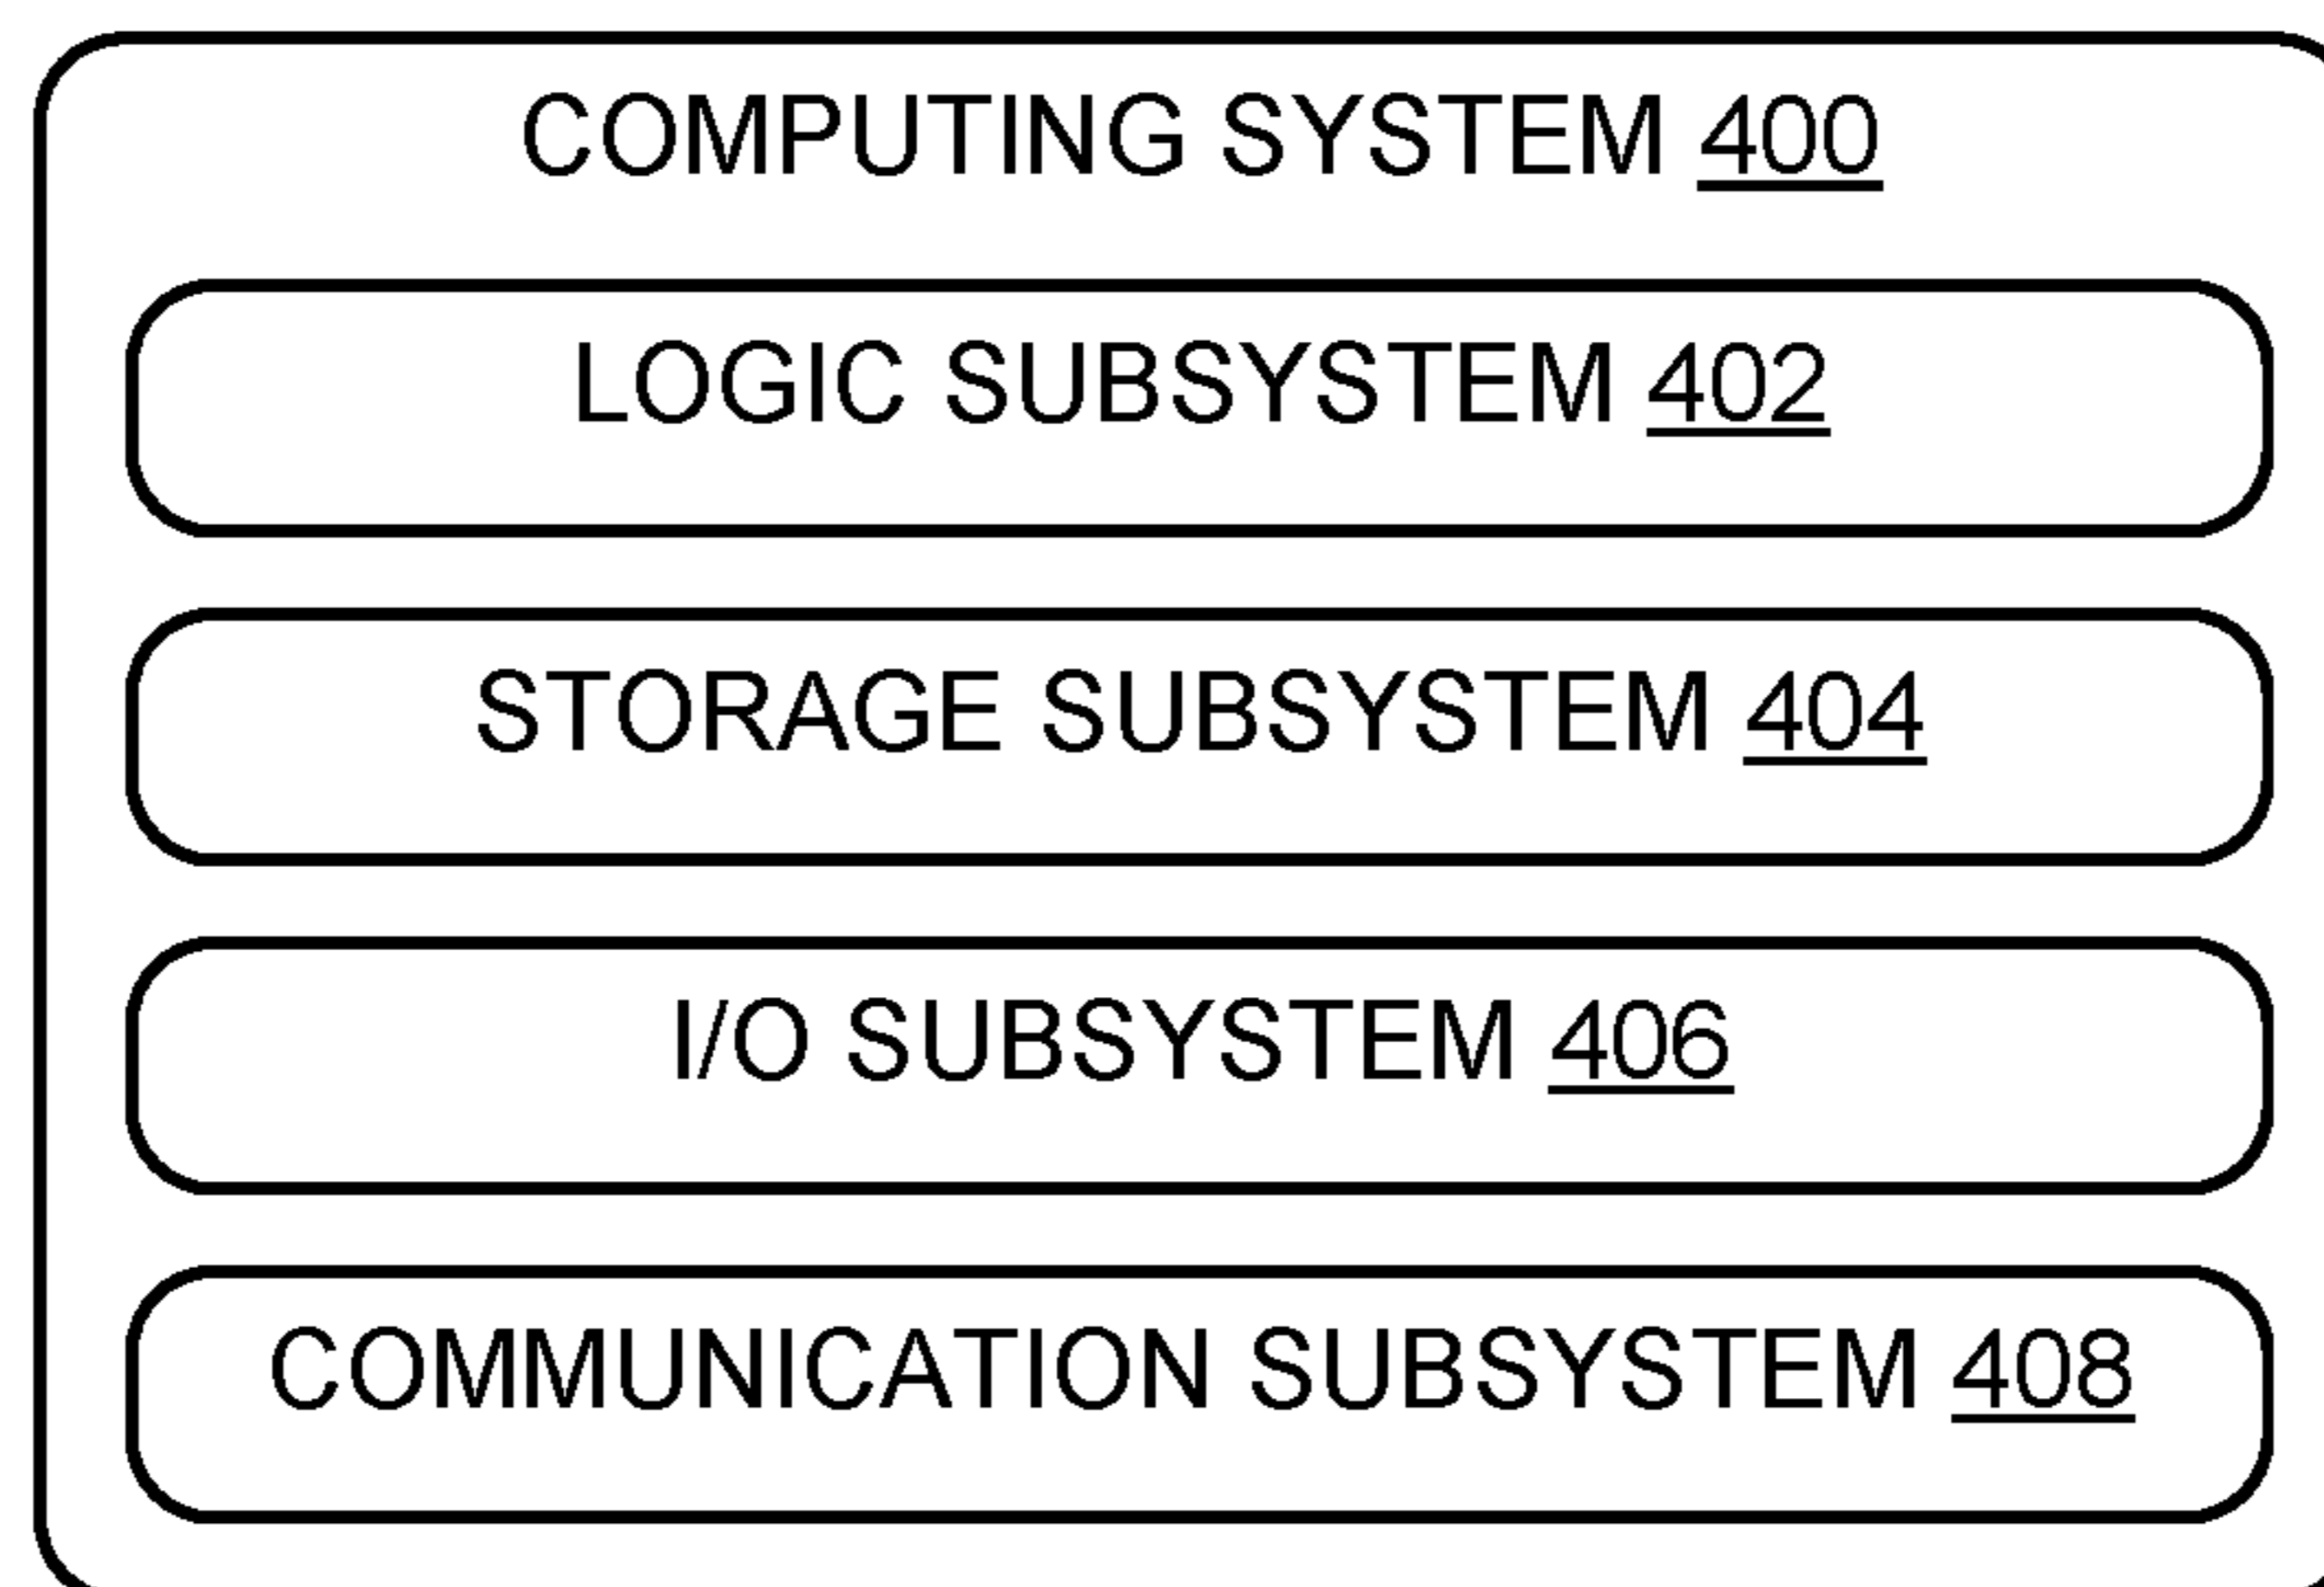 COMPUTING SYSTEM 400
LOGIC SUBSYSTEM 402
STORAGE SUBSYSTEM 404
I/O SUBSYSTEM 406
COMMUNICATION SUBSYSTEM 408